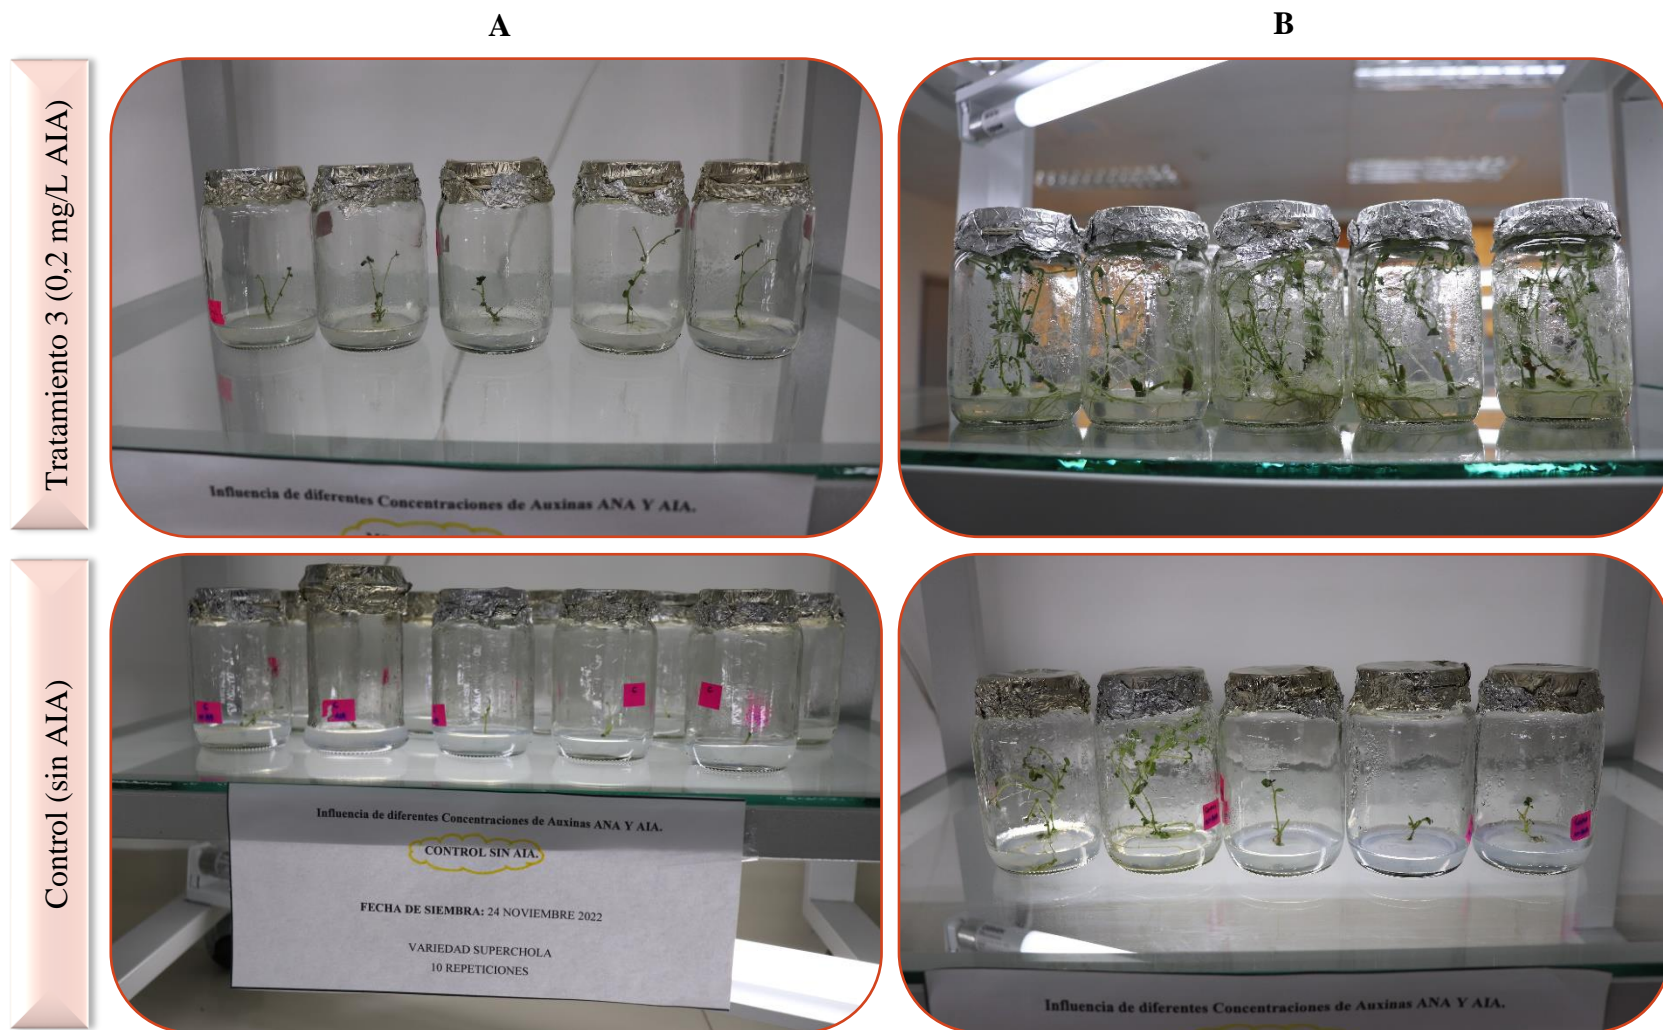 A
B
Tratamiento 3 (0,2 mg/L AIA)
Influencia de diferentes Concentraciones de Auxinas ANA Y AIA.
Control (sin AIA)
Influencia de diferentes Concentraciones de Auxinas ANA Y AIA.
CONTROL SIN AIA.
FECHA DE SIEMBRA: 24 NOVIEMBRE 2022
VARIEDAD SUPERCHOLA
10 REPETICIONES
Influencia de diferentes Concentraciones de Auxinas ANA Y AIA.